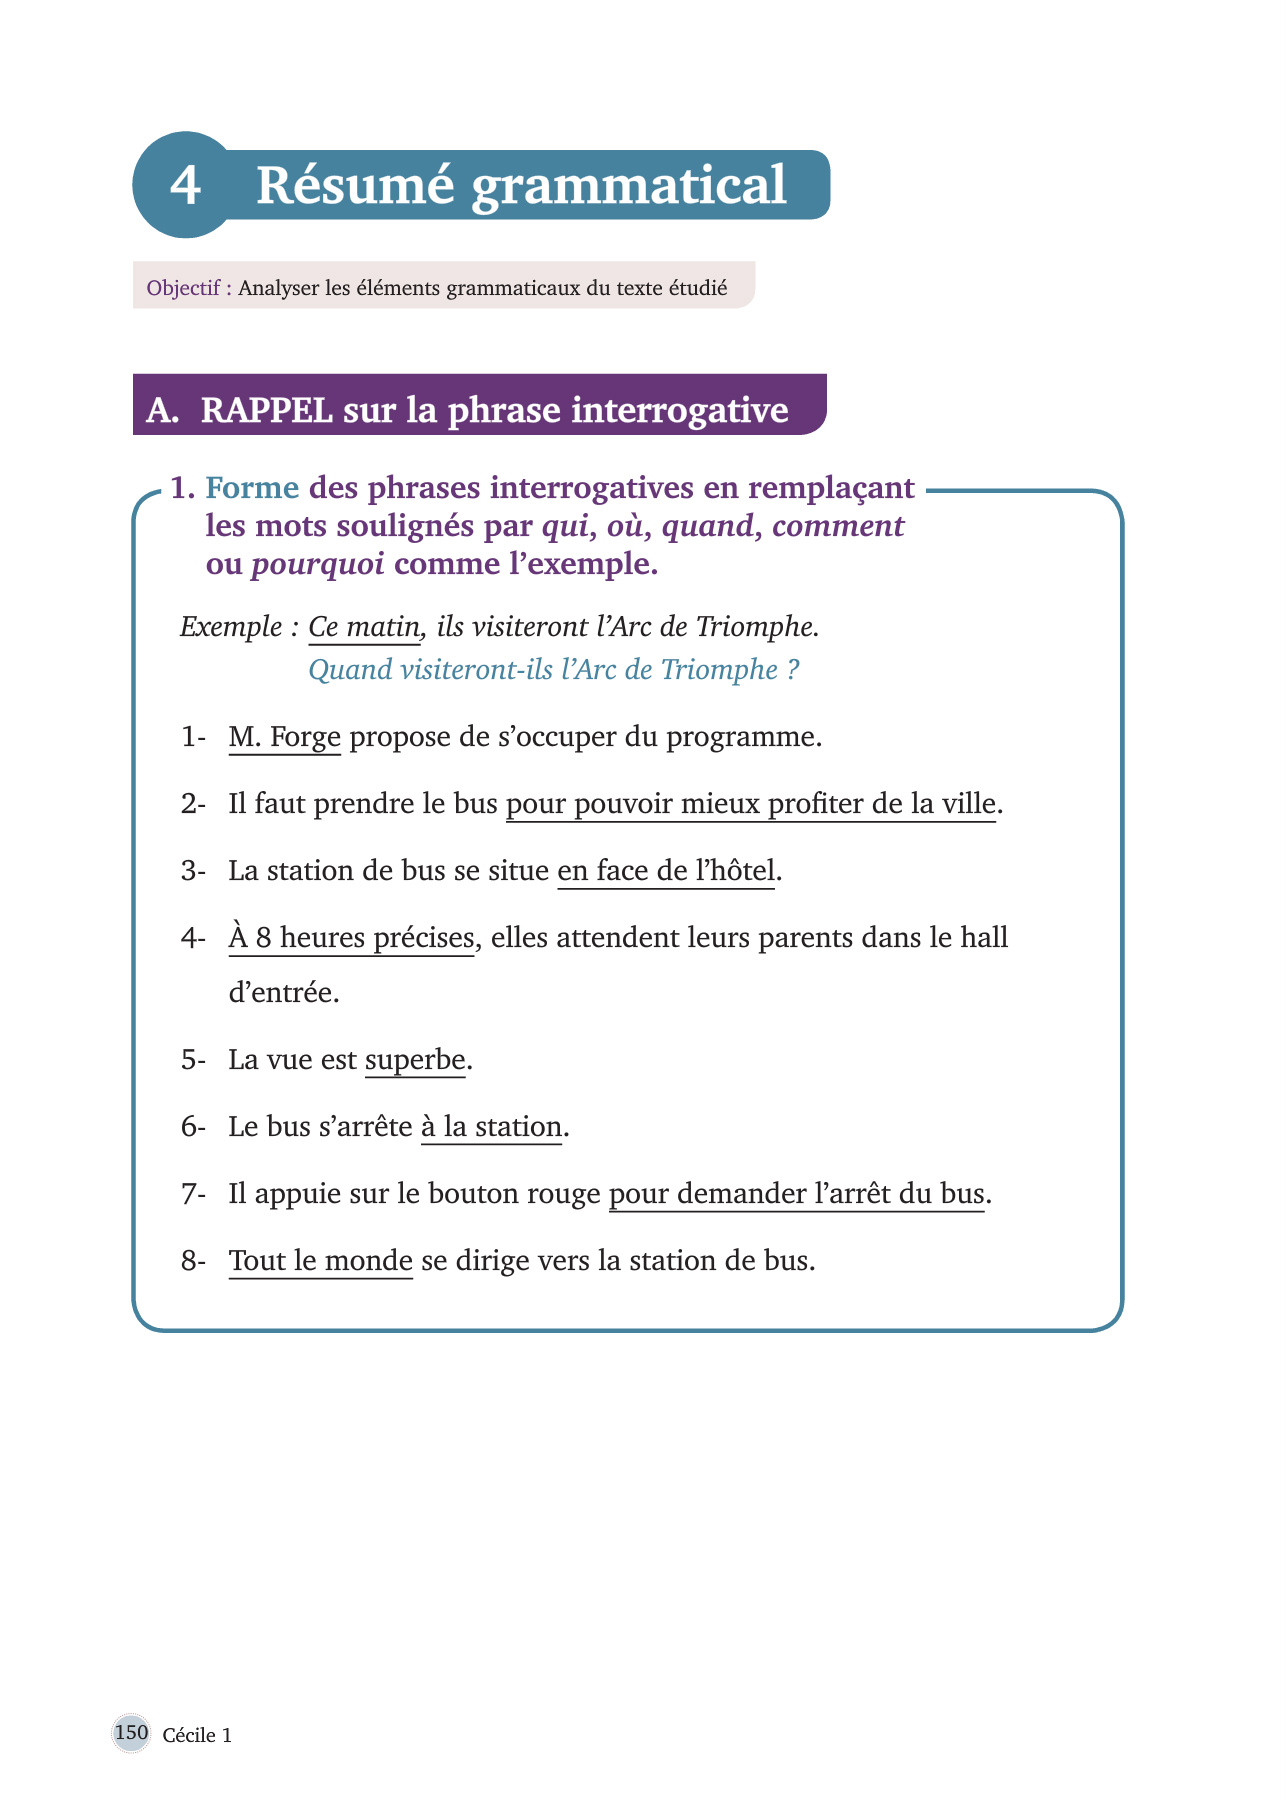 4 Résumé grammatical
Objectif : Analyser les éléments grammaticaux du texte étudié
A. RAPPEL sur la phrase interrogative
1. Forme des phrases interrogatives en remplaçant
les mots soulignés par qui, où, quand, comment
ou pourquoi comme l’exemple.
Exemple : Ce matin, ils visiteront l’Arc de Triomphe.
Quand visiteront-ils l’Arc de Triomphe ?
1- M. Forge propose de s’occuper du programme.
2- Il faut prendre le bus pour pouvoir mieux profiter de la ville.
3- La station de bus se situe en face de l’hôtel.
4- À 8 heures précises, elles attendent leurs parents dans le hall
d’entrée.
5- La vue est superbe.
6- Le bus s’arrête à la station.
7- Il appuie sur le bouton rouge pour demander l’arrêt du bus.
8- Tout le monde se dirige vers la station de bus.
150 Cécile 1